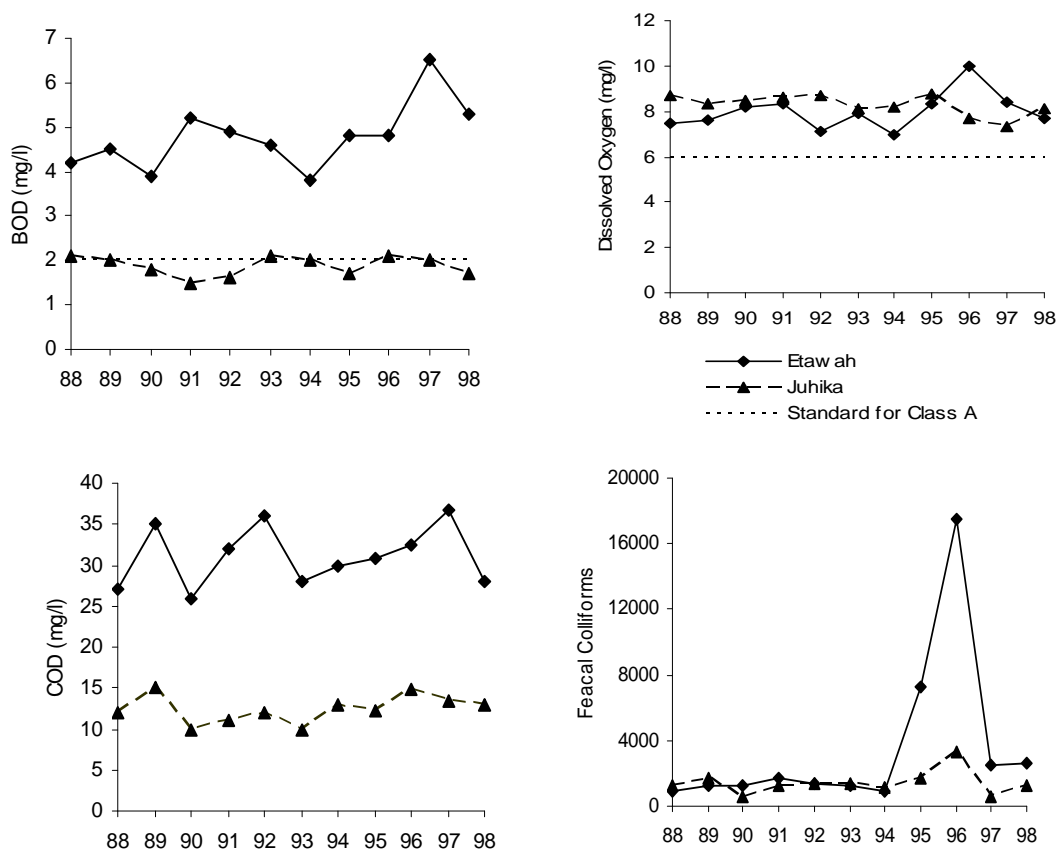 BOD (mg/l)
7
6
5
4
3
2
1
0
88 89 90 91 92 93 94 95 96 97 98
Dissolved Oxygen (mg/l)
12
10
8
6
4
2
0
88 89 90 91 92 93 94 95 96 97 98
Etaw ah
Juhika
Standard for Class A
COD (mg/l)
40
35
30
25
20
15
10
5
0
88 89 90 91 92 93 94 95 96 97 98
Feacal Colliforms
20000
16000
12000
8000
4000
0
88 89 90 91 92 93 94 95 96 97 98